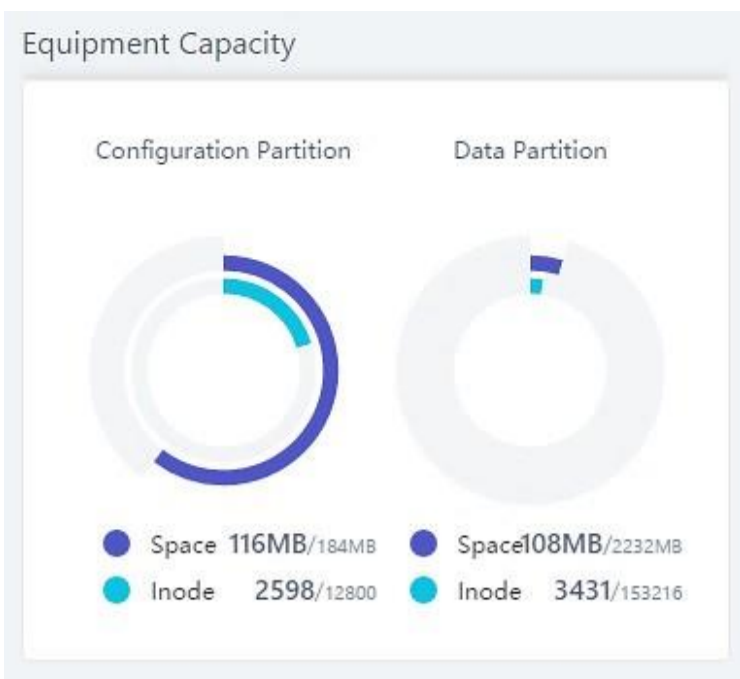 Equipment Capacity
Configuration Partition Data Partition
Space 116MB/184MB Space108MB/2232MB
Inode 2598/12800 Inode 3431/153216